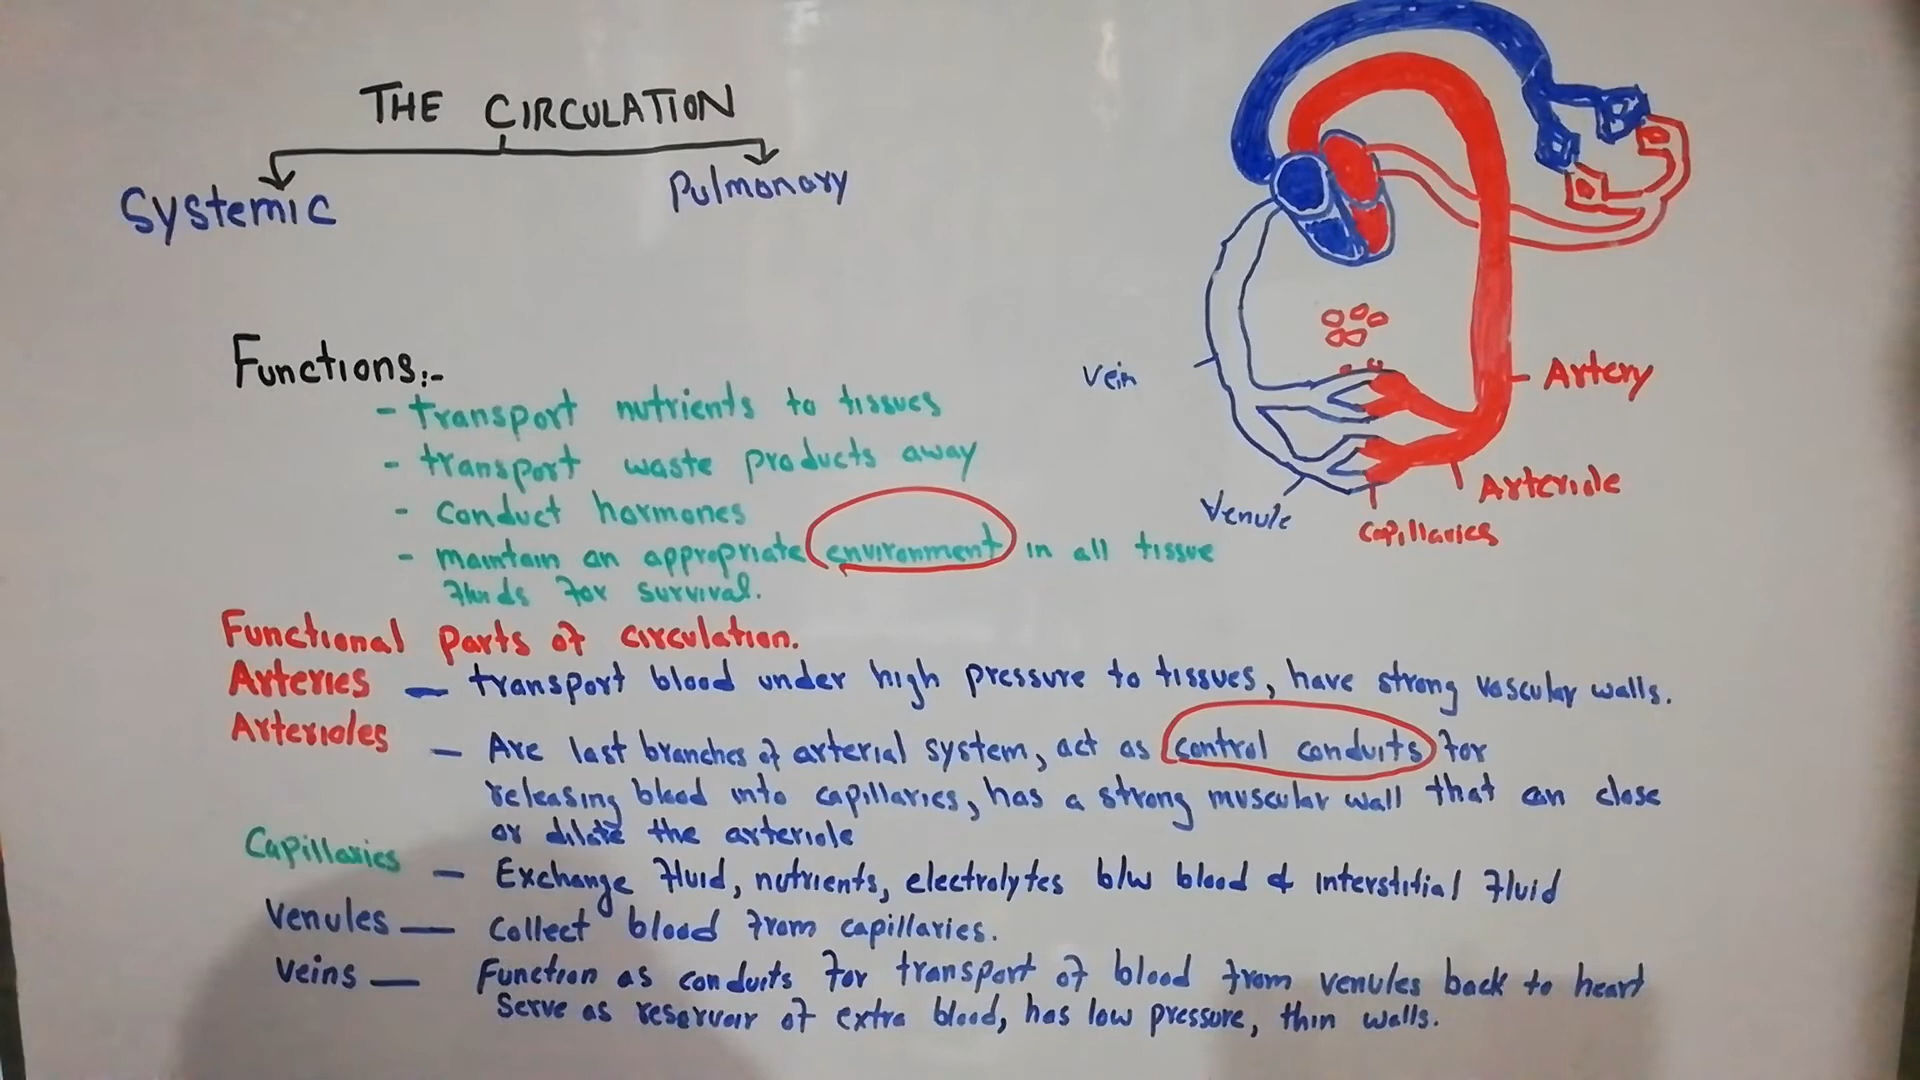 THE CIRCULATION
Systemic
Pulmonary
Functions:-
- transport nutrients to tissues
- transport waste products away
- conduct hormones
- maintain an appropriate environment in all tissue
fluids for survival.
Vein
Artery
Venule
Arteriole
Capillaries
Functional parts of circulation.
Arteries - transport blood under high pressure to tissues, have strong vascular walls.
Arterioles - Are last branches of arterial system, act as control conduits for
releasing blood into capillaries, has a strong muscular wall that can close
or dilate the arteriole
Capillaries - Exchange fluid, nutrients, electrolytes b/w blood & interstitial fluid
Venules - Collect blood from capillaries.
Veins - Function as conduits for transport of blood from venules back to heart
Serve as reservoir of extra blood, has low pressure, thin walls.